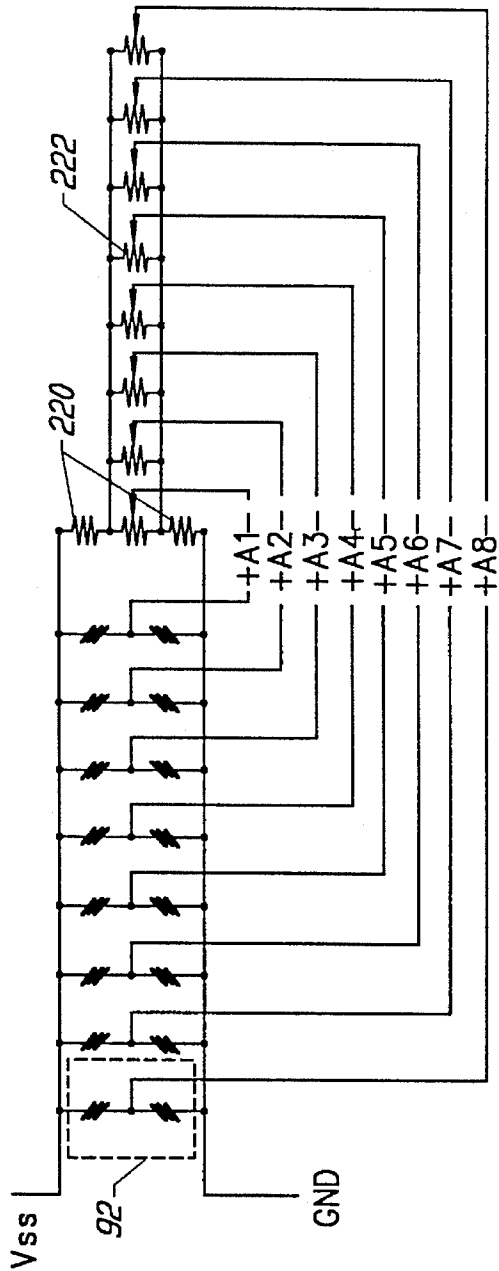 Vss
92
GND
220
222
+A1-
+A2-
+A3-
+A4-
+A5-
+A6-
+A7-
+A8-